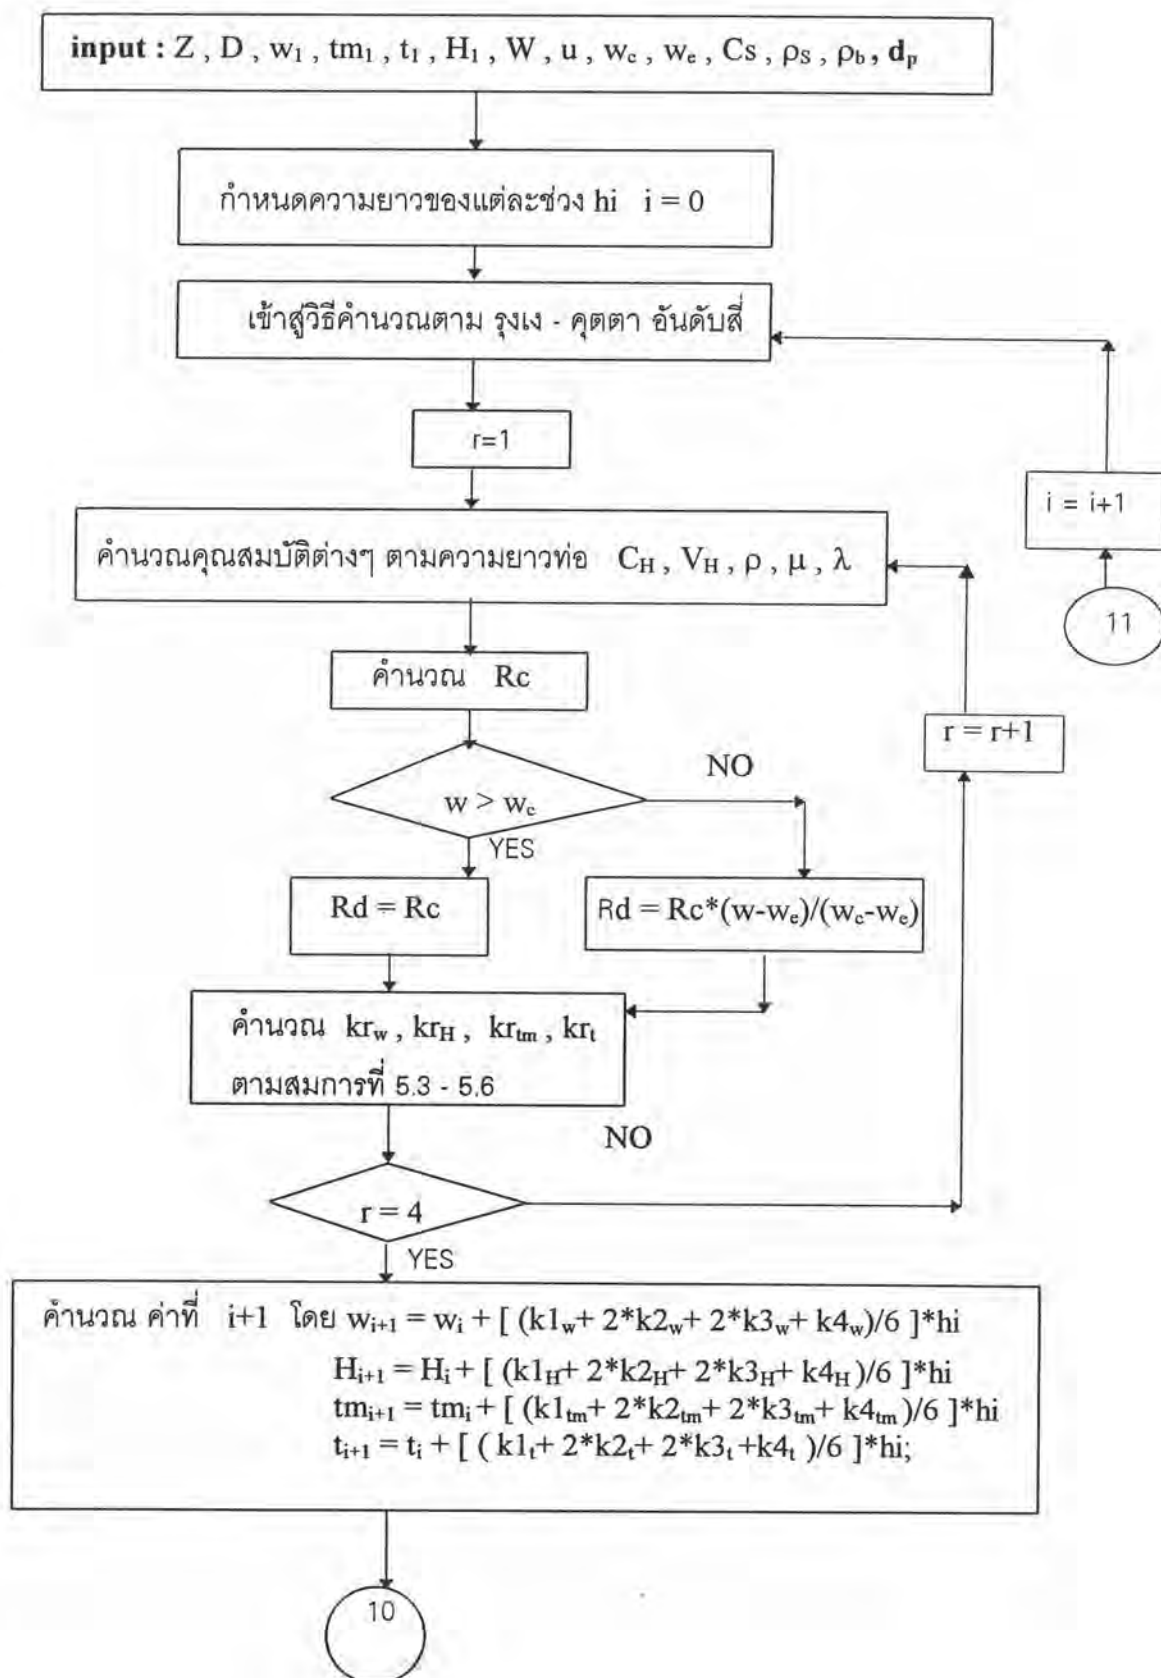 input : Z , D , w₁ , tm₁ , t₁ , H₁ , W , u , w꜀ , wₑ , Cs , ρS , ρb, dp
กำหนดความยาวของแต่ละช่วง hi i = 0
เข้าสู่วิธีคำนวณตาม รุงเง - คุตตา อันดับสี่
r=1
i = i+1
คำนวณคุณสมบัติต่างๆ ตามความยาวท่อ CH , VH , ρ , μ , λ
11
คำนวณ Rc
r = r+1
NO
w > wc
YES
Rd = Rc
Rd = Rc*(w-we)/(wc-we)
คำนวณ krw , krH , krtm , krt
ตามสมการที่ 5.3 - 5.6
NO
r = 4
YES
คำนวณ ค่าที่ i+1 โดย wi+1 = wi + [ (k1w+ 2*k2w+ 2*k3w+ k4w)/6 ]*hi
Hi+1 = Hi + [ (k1H+ 2*k2H+ 2*k3H+ k4H)/6 ]*hi
tmi+1 = tmi + [ (k1tm+ 2*k2tm+ 2*k3tm+ k4tm )/6 ]*hi
ti+1 = ti + [ ( k1t+ 2*k2t+ 2*k3t +k4t )/6 ]*hi;
10